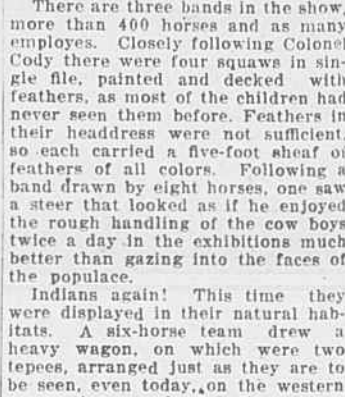 There are three bands in the show,
more than 400 horses and as many
employes. Closely following Colonel
Cody there were four squaws in sin-
gle file, painted and decked with
feathers, as most of the children had
never seen them before. Feathers in
their headdress were not sufficient,
so each carried a five-foot sheaf of
feathers of all colors. Following a
band drawn by eight horses, one saw
a steer that looked as if he enjoyed
the rough handling of the cow boys
twice a day in the exhibitions much
better than gazing into the faces of
the populace.
Indians again! This time they
were displayed in their natural hab-
itats. A six-horse team drew a
heavy wagon, on which were two
tepees, arranged just as they are to
be seen, even today, on the western